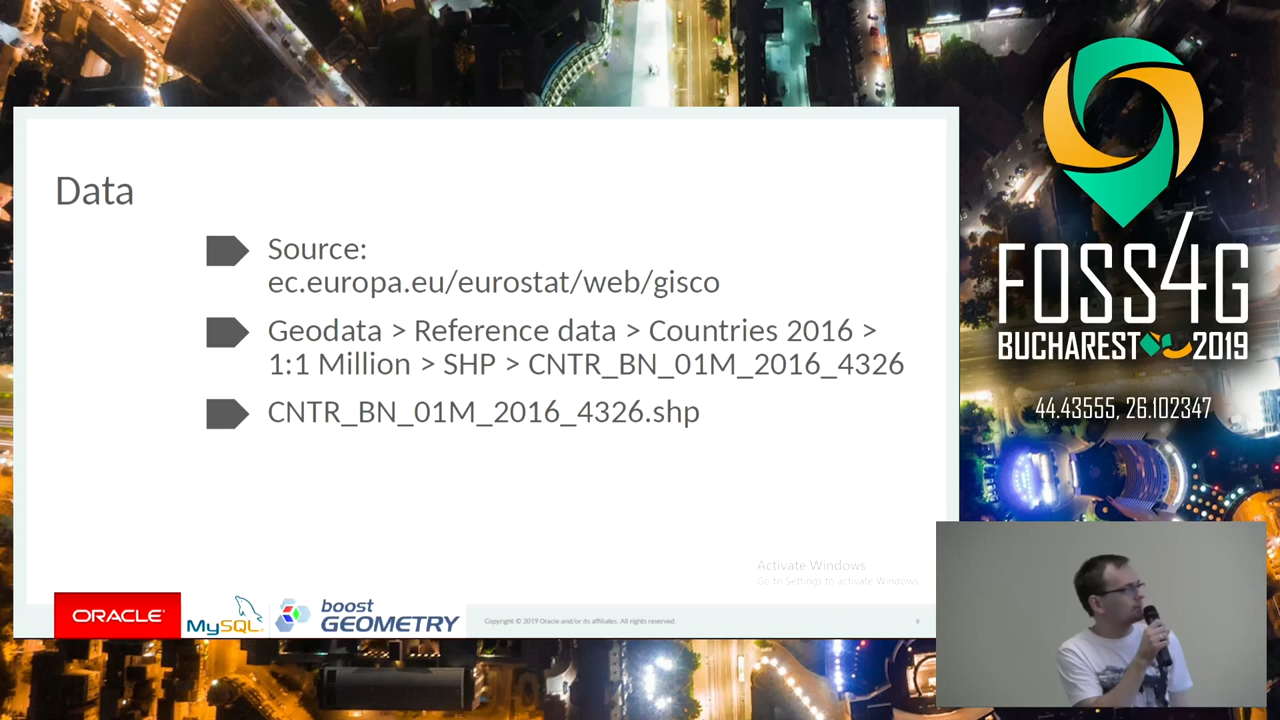 Data
Source:
ec.europa.eu/eurostat/web/gisco
Geodata > Reference data > Countries 2016 >
1:1 Million > SHP > CNTR_BN_01M_2016_4326
CNTR_BN_01M_2016_4326.shp
Activate Windows
Go to Settings to activate Windows.
ORACLE
MySQL
boost
GEOMETRY
Copyright © 2019 Oracle and/or its affiliates. All rights reserved.
9
FOSS4G
BUCHAREST 2019
44.43555, 26.102347